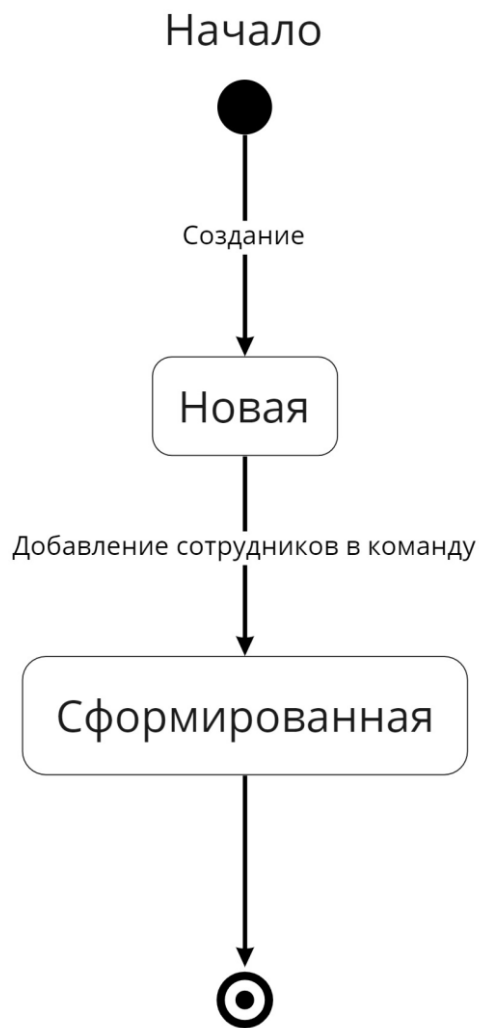 Начало
Создание
Новая
Добавление сотрудников в команду
Сформированная